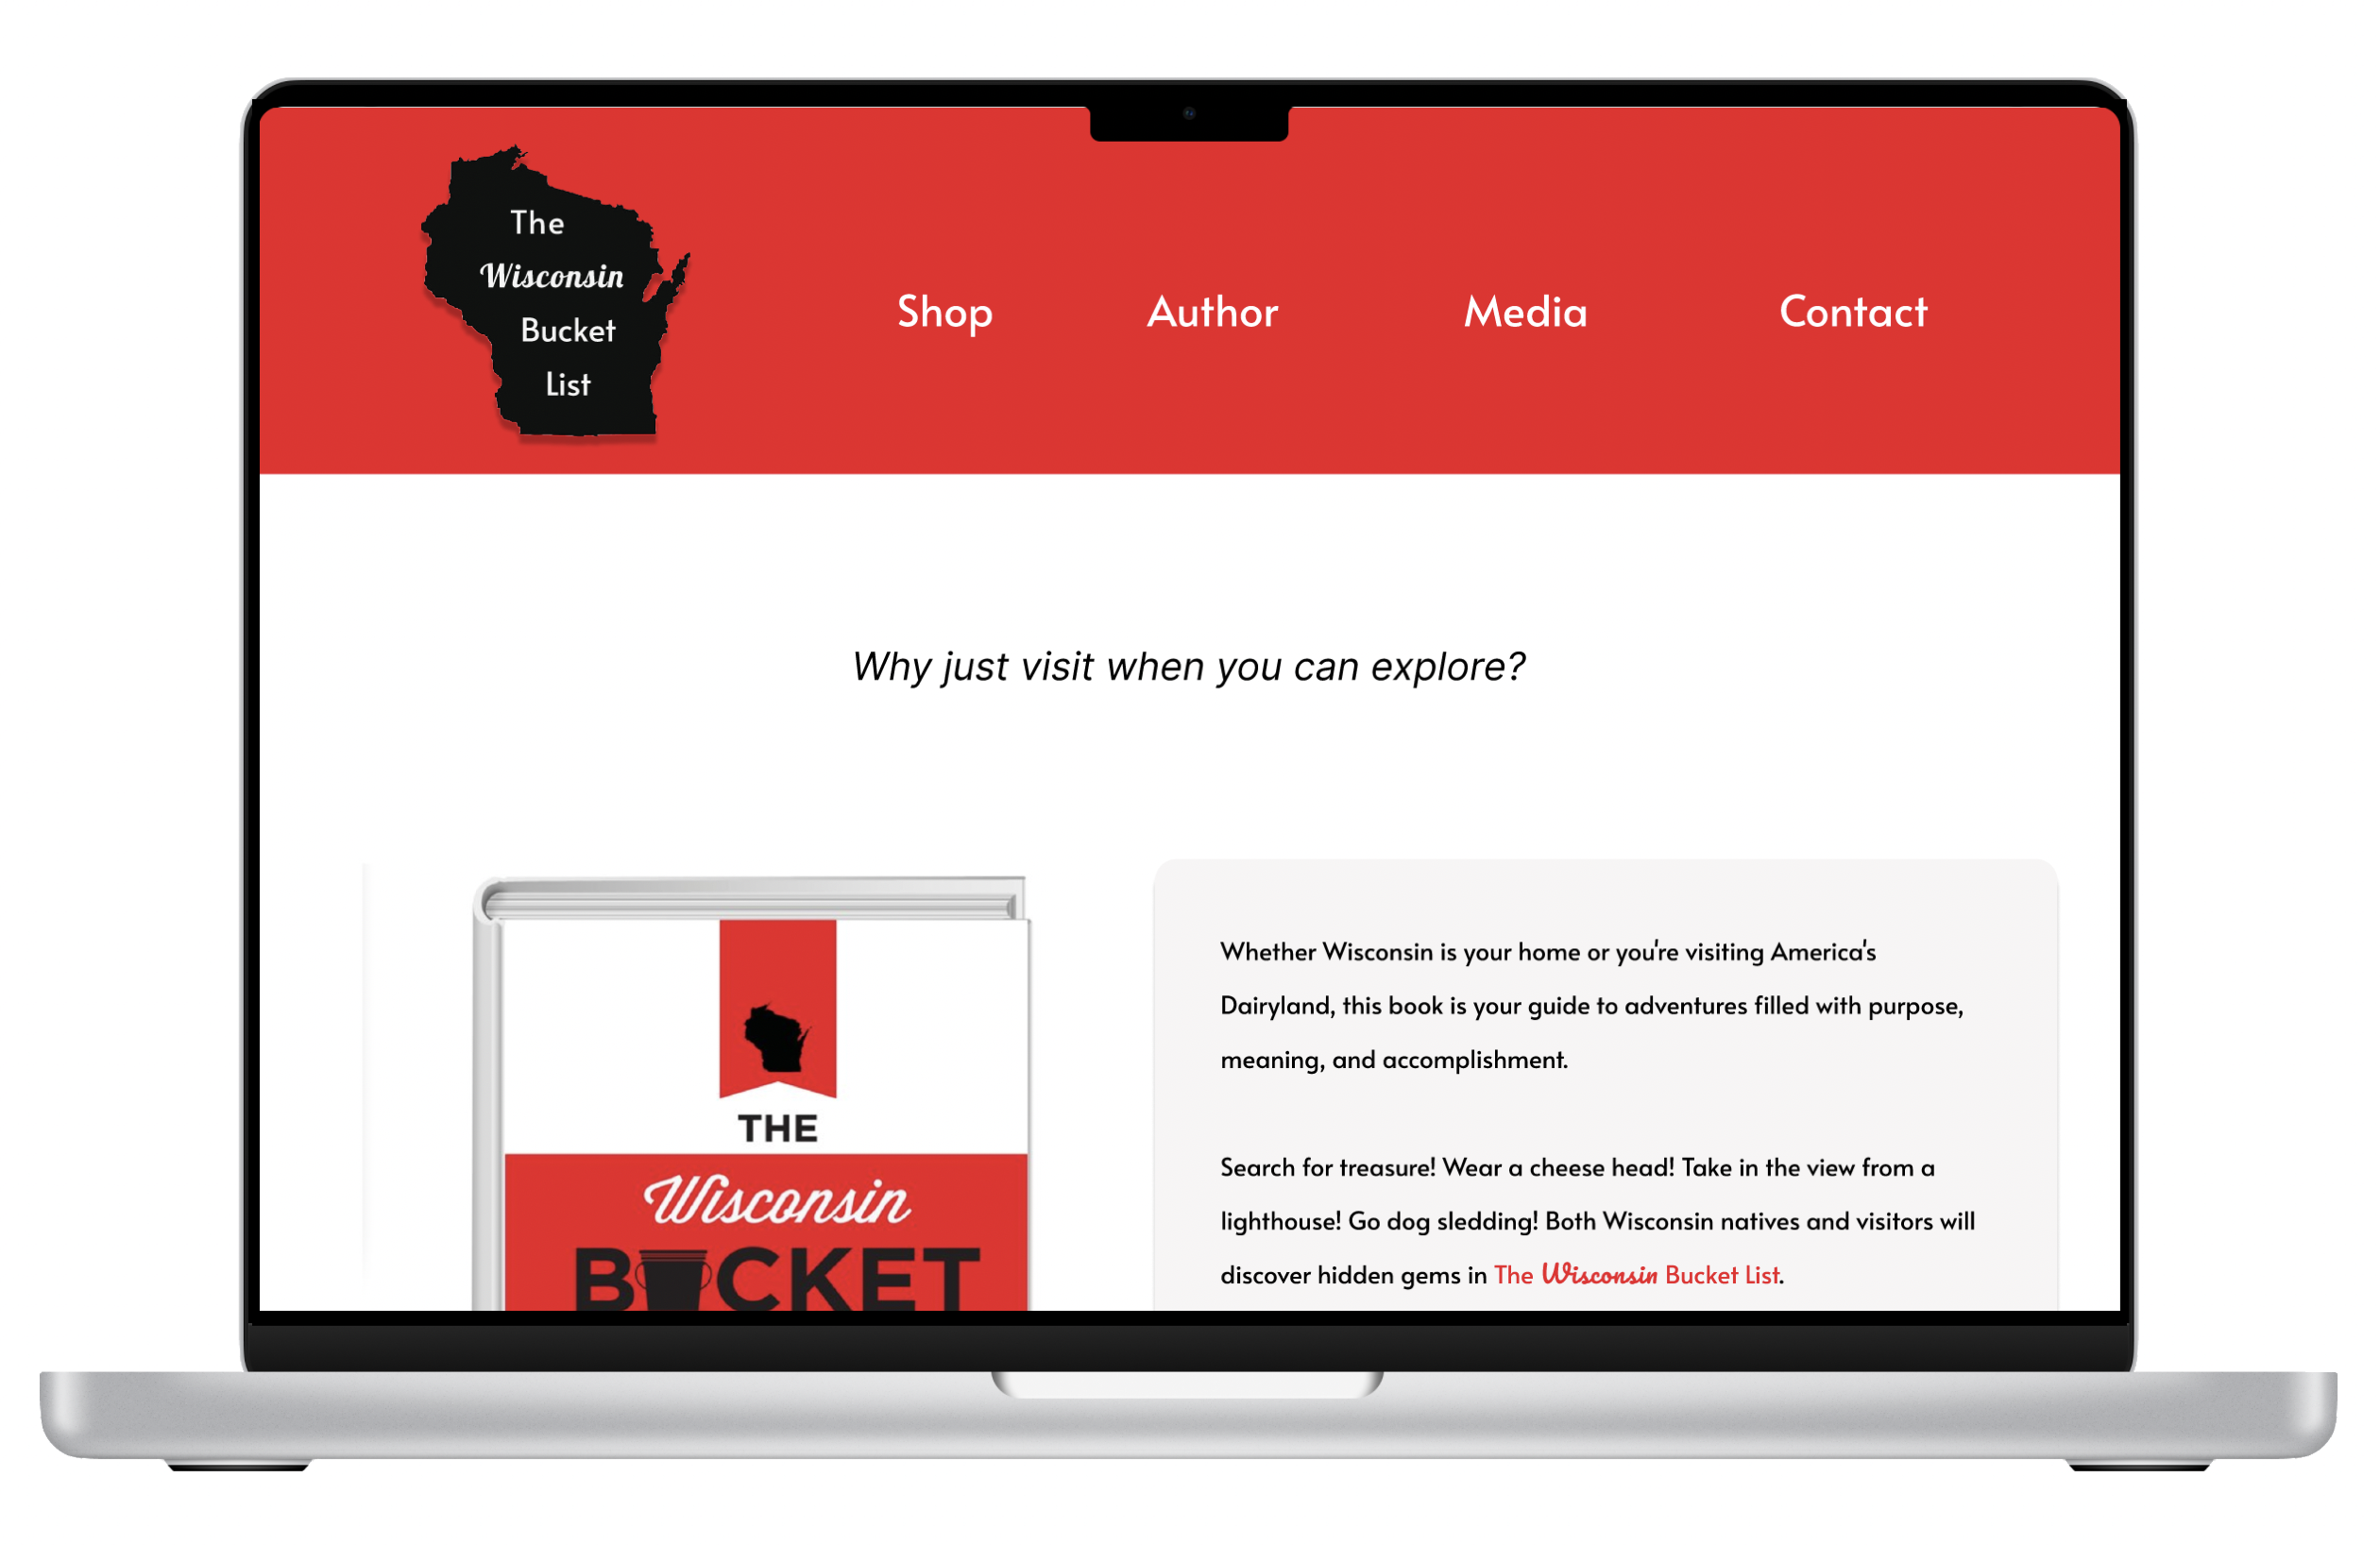 The
Wisconsin
Bucket
List
Shop Author Media Contact
Why just visit when you can explore?
THE
Wisconsin
BUCKET
Whether Wisconsin is your home or you're visiting America's
Dairyland, this book is your guide to adventures filled with purpose,
meaning, and accomplishment.
Search for treasure! Wear a cheese head! Take in the view from a
lighthouse! Go dog sledding! Both Wisconsin natives and visitors will
discover hidden gems in The Wisconsin Bucket List.